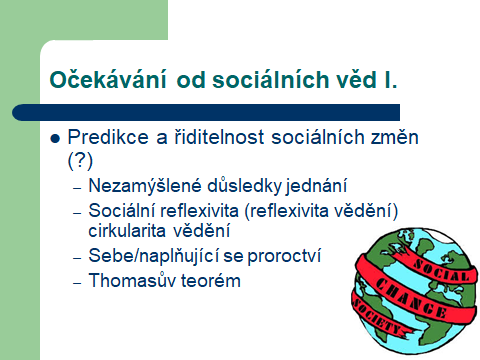 Očekávání od sociálních věd I.
● Predikce a řiditelnost sociálních změn
(?)
– Nezamýšlené důsledky jednání
– Sociální reflexivita (reflexivita vědění)
cirkularita vědění
– Sebe/naplňující se proroctví
– Thomasův teorém
SOCIAL
CHANGE
SOCIETY